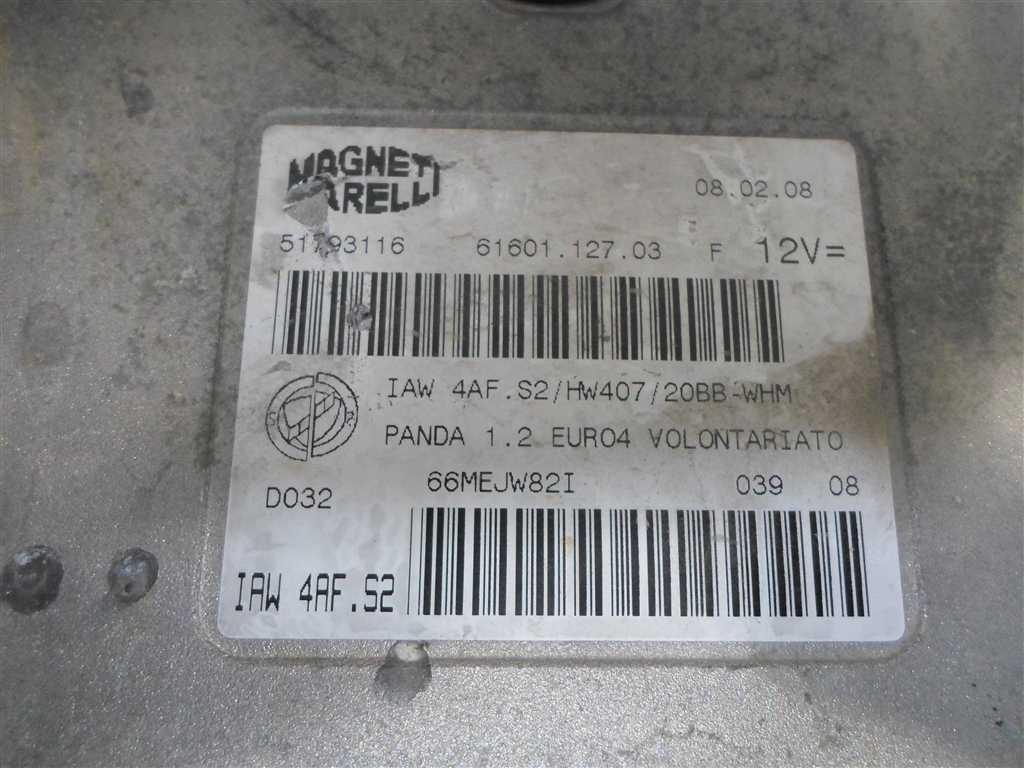 MAGNETI
MARELLI
08.02.08
51793116 61601.127.03 F 12V=
IAW 4AF.S2/HW407/20BB-WHM
PANDA 1.2 EURO4 VOLONTARIATO
D032 66MEJW82I 039 08
IAW 4AF.S2